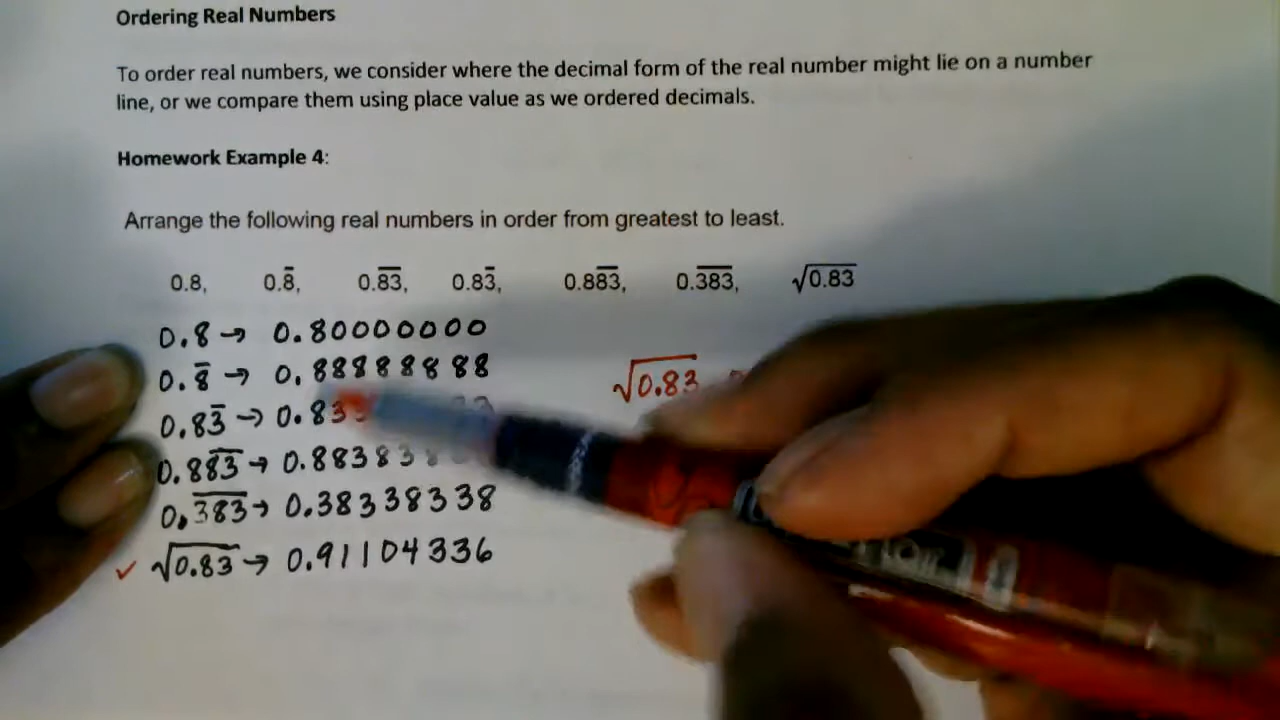 Ordering Real Numbers
To order real numbers, we consider where the decimal form of the real number might lie on a number
line, or we compare them using place value as we ordered decimals.
Homework Example 4:
Arrange the following real numbers in order from greatest to least.
0.8, 0.8̅, 0.8̅3̅, 0.83̅, 0.88̅3̅, 0.3̅8̅3̅, √0.83
0.8 → 0.80000000
0.8̅ → 0.88888888
√0.83
0.83̅ → 0.83
0.88̅3̅ → 0.88383
0.3̅8̅3̅ → 0.38338338
✓ √0.83 → 0.91104336